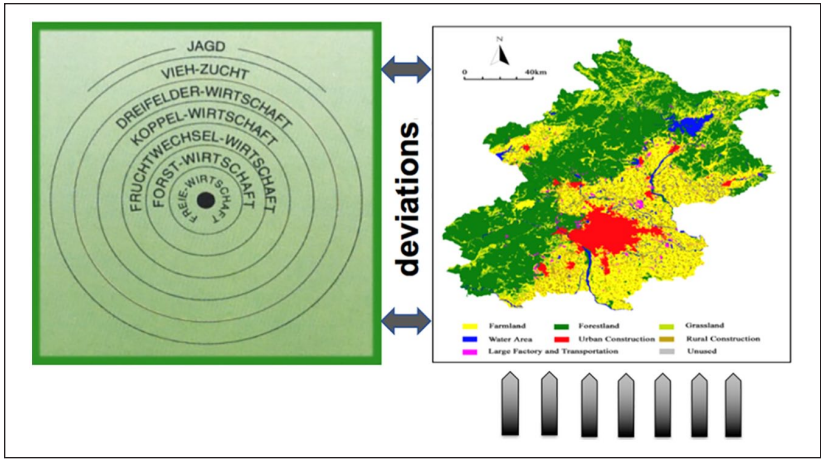 JAGD
VIEH-ZUCHT
DREIFELDER-WIRTSCHAFT
KOPPEL-WIRTSCHAFT
FRUCHTWECHSEL-WIRTSCHAFT
FORST-WIRTSCHAFT
FREIE-WIRTSCHAFT
deviations
N
0 40km
Farmland Forestland Grassland
Water Area Urban Construction Rural Construction
Large Factory and Transportation Unused